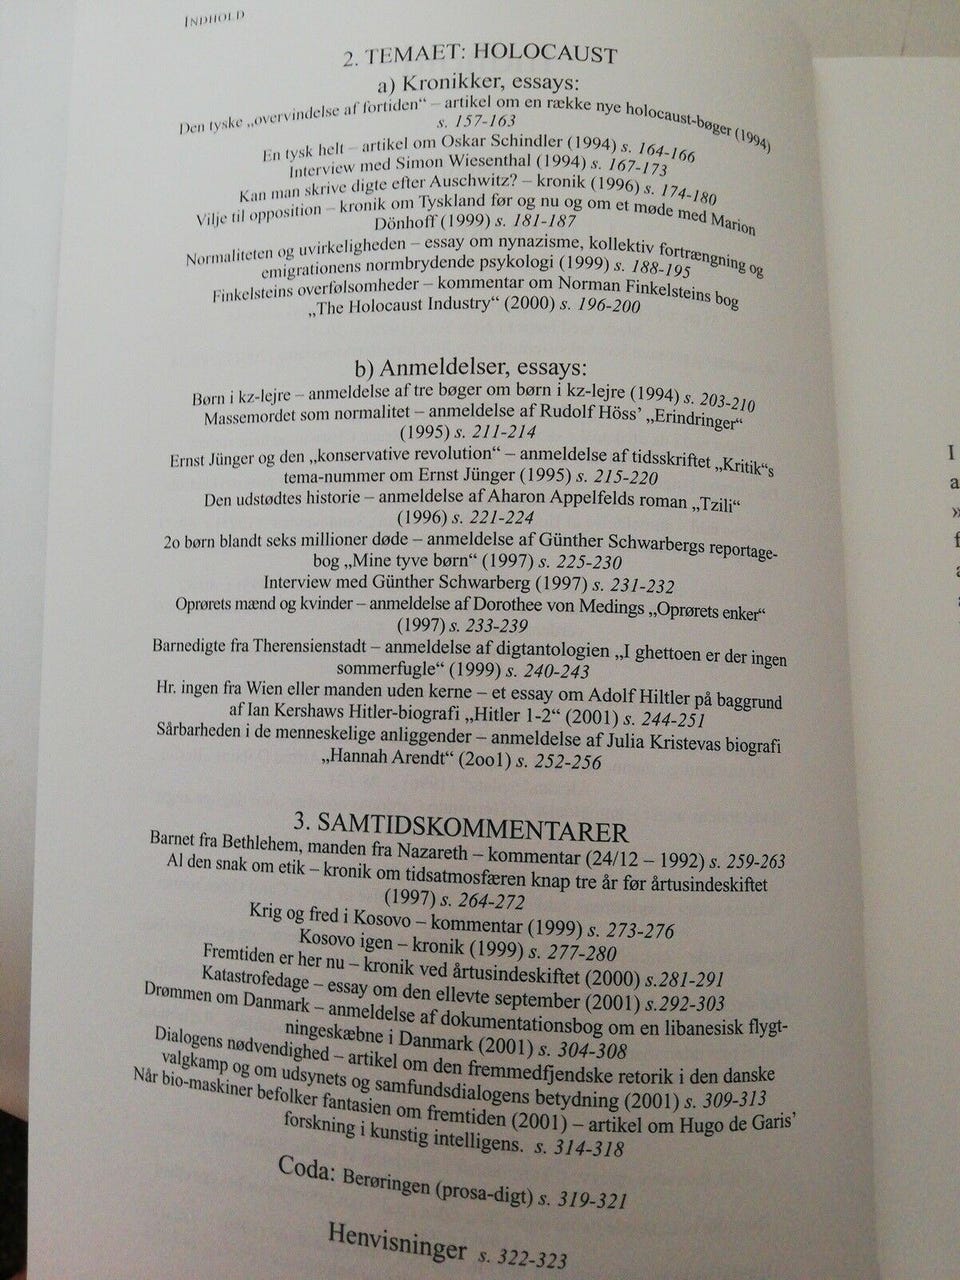 INDHOLD
2. TEMAET: HOLOCAUST
a) Kronikker, essays:
Den tyske „overvindelse af fortiden“ – artikel om en række nye holocaust-bøger (1994)
s. 157-163
En tysk helt – artikel om Oskar Schindler (1994) s. 164-166
Interview med Simon Wiesenthal (1994) s. 167-173
Kan man skrive digte efter Auschwitz? – kronik (1996) s. 174-180
Vilje til opposition – kronik om Tyskland før og nu og om et møde med Marion
Dönhoff (1999) s. 181-187
Normaliteten og uvirkeligheden – essay om nynazisme, kollektiv fortrængning og
emigrationens normbrydende psykologi (1999) s. 188-195
Finkelsteins overfølsomheder – kommentar om Norman Finkelsteins bog
„The Holocaust Industry“ (2000) s. 196-200
b) Anmeldelser, essays:
Børn i kz-lejre – anmeldelse af tre bøger om børn i kz-lejre (1994) s. 203-210
Massemordet som normalitet – anmeldelse af Rudolf Höss’ „Erindringer“
(1995) s. 211-214
Ernst Jünger og den „konservative revolution“ – anmeldelse af tidsskriftet „Kritik“s
tema-nummer om Ernst Jünger (1995) s. 215-220
Den udstødtes historie – anmeldelse af Aharon Appelfelds roman „Tzili“
(1996) s. 221-224
2o børn blandt seks millioner døde – anmeldelse af Günther Schwarbergs reportage-
bog „Mine tyve børn“ (1997) s. 225-230
Interview med Günther Schwarberg (1997) s. 231-232
Oprørets mænd og kvinder – anmeldelse af Dorothee von Medings „Oprørets enker“
(1997) s. 233-239
Barnedigte fra Therensienstadt – anmeldelse af digtantologien „I ghettoen er der ingen
sommerfugle“ (1999) s. 240-243
Hr. ingen fra Wien eller manden uden kerne – et essay om Adolf Hiltler på baggrund
af Ian Kershaws Hitler-biografi „Hitler 1-2“ (2001) s. 244-251
Sårbarheden i de menneskelige anliggender – anmeldelse af Julia Kristevas biografi
„Hannah Arendt“ (2oo1) s. 252-256
3. SAMTIDSKOMMENTARER
Barnet fra Bethlehem, manden fra Nazareth – kommentar (24/12 – 1992) s. 259-263
Al den snak om etik – kronik om tidsatmosfæren knap tre år før årtusindeskiftet
(1997) s. 264-272
Krig og fred i Kosovo – kommentar (1999) s. 273-276
Kosovo igen – kronik (1999) s. 277-280
Fremtiden er her nu – kronik ved årtusindeskiftet (2000) s.281-291
Katastrofedage – essay om den ellevte september (2001) s.292-303
Drømmen om Danmark – anmeldelse af dokumentationsbog om en libanesisk flygt-
ningeskæbne i Danmark (2001) s. 304-308
Dialogens nødvendighed – artikel om den fremmedfjendske retorik i den danske
valgkamp og om udsynets og samfundsdialogens betydning (2001) s. 309-313
Når bio-maskiner befolker fantasien om fremtiden (2001) – artikel om Hugo de Garis’
forskning i kunstig intelligens. s. 314-318
Coda: Berøringen (prosa-digt) s. 319-321
Henvisninger s. 322-323
I
a
»
f